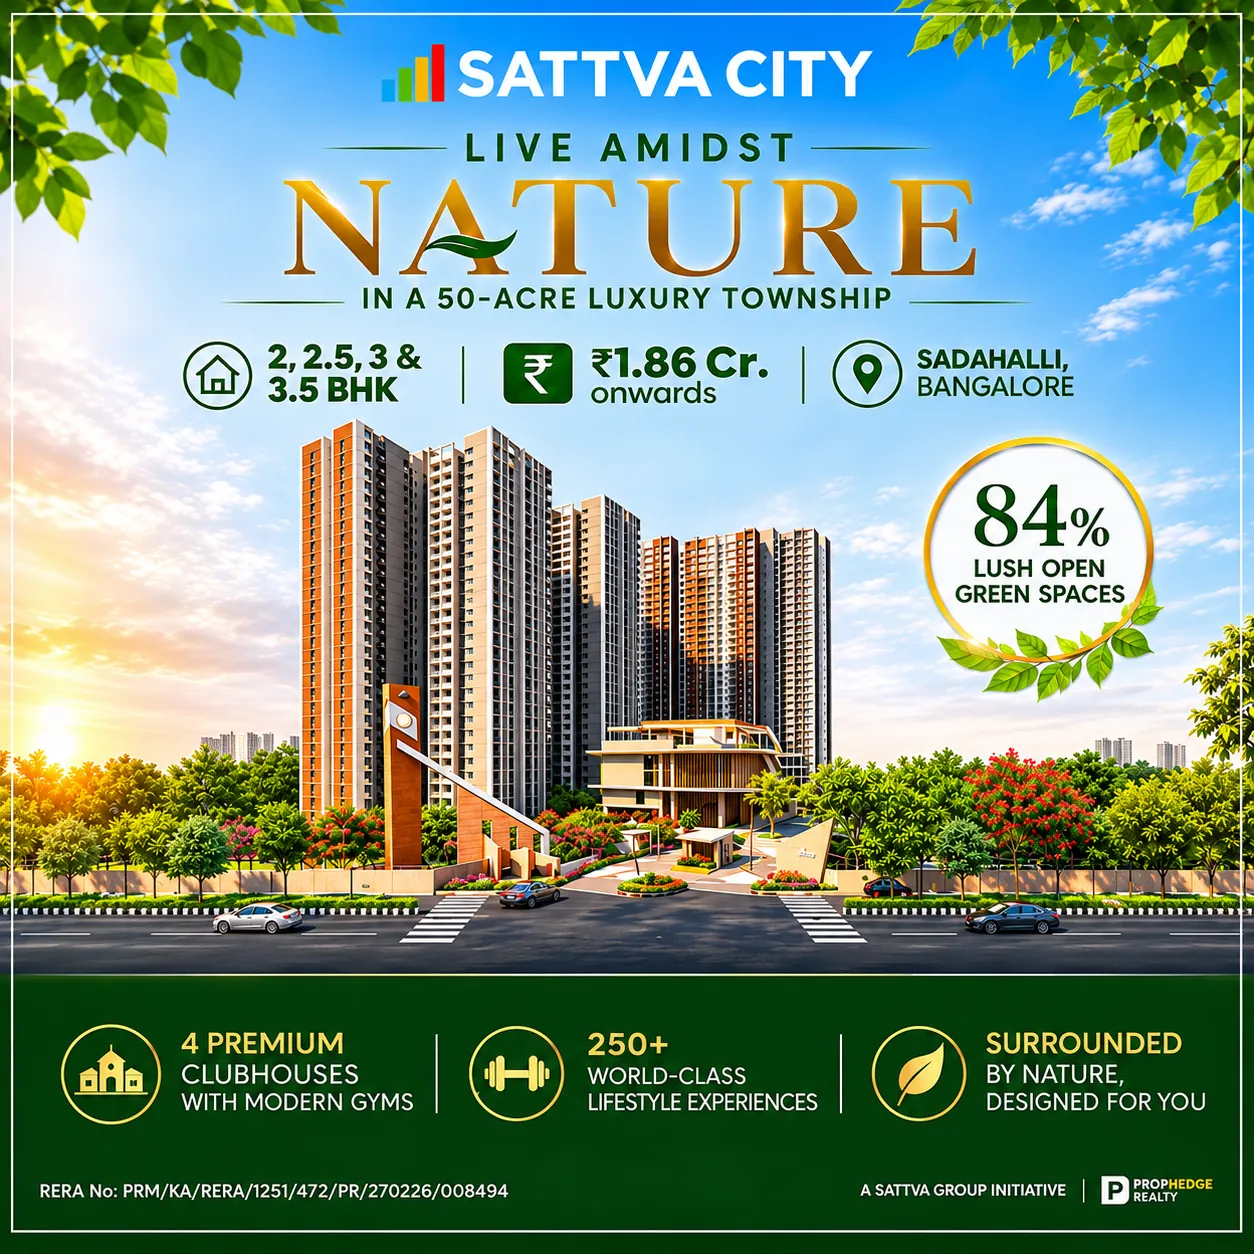 SATTVA CITY
LIVE AMIDST
NATURE
IN A 50-ACRE LUXURY TOWNSHIP
2, 2.5, 3 &
3.5 BHK
₹
₹1.86 Cr.
onwards
SADAHALLI,
BANGALORE
84%
LUSH OPEN
GREEN SPACES
4 PREMIUM
CLUBHOUSES
WITH MODERN GYMS
250+
WORLD-CLASS
LIFESTYLE EXPERIENCES
SURROUNDED
BY NATURE,
DESIGNED FOR YOU
RERA No: PRM/KA/RERA/1251/472/PR/270226/008494
A SATTVA GROUP INITIATIVE
P PROPHEDGE
REALTY